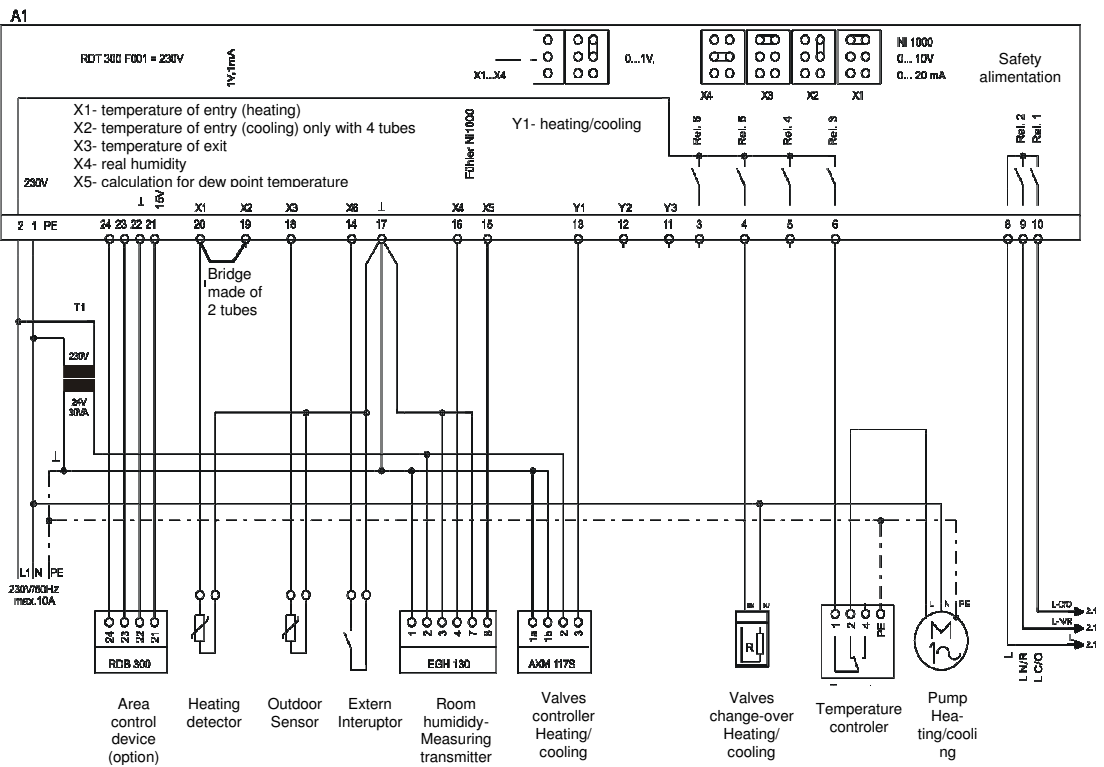 A1
RDT 300 F001 = 230V
1V,1mA
X1...X4
0...1V,
NI 1000
0... 10V
0... 20 mA
Safety
alimentation
X4 X3 X2 X1
X1- temperature of entry (heating)
X2- temperature of entry (cooling) only with 4 tubes
X3- temperature of exit
X4- real humidity
X5- calculation for dew point temperature
Fühler NI1000
Y1- heating/cooling
Rel. 6
Rel. 5
Rel. 4
Rel. 3
Rel. 2
Rel. 1
230V
⊥
15V
X1 X2 X3 X6 ⊥ X4 X5 Y1 Y2 Y3
2 1 PE 24 23 22 21 20 19 18 14 17 16 15 13 12 11 3 4 5 6 8 9 10
Bridge
made of
2 tubes
T1
230V
24V
30VA
⊥
L1 N PE
230V/50Hz
max.10A
24 23 22 21
RDB 300
1 2 3 4 7 8
EGH 130
1a 1b 2 3
AXM 117S
R
1 2 4 PE
L N PE
M
1~
L-C/O 2.1
L-N/R 2.1
L 2.1
L
L N/R
L C/O
Area
control
device
(option)
Heating
detector
Outdoor
Sensor
Extern
Interuptor
Room
humididy-
Measuring
transmitter
Valves
controller
Heating/
cooling
Valves
change-over
Heating/
cooling
Temperature
controler
Pump
Hea-
ting/cooli
ng